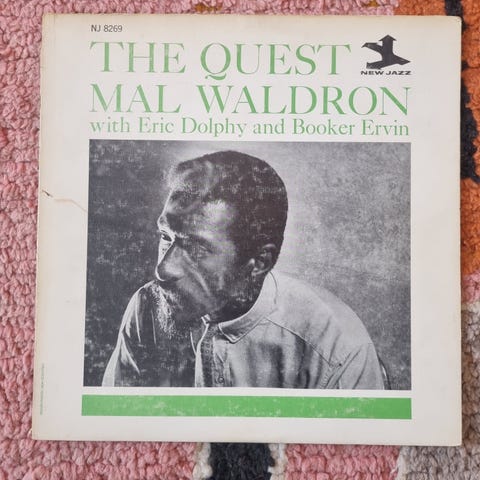 NJ 8269
THE QUEST
NEW JAZZ
MAL WALDRON
with Eric Dolphy and Booker Ervin